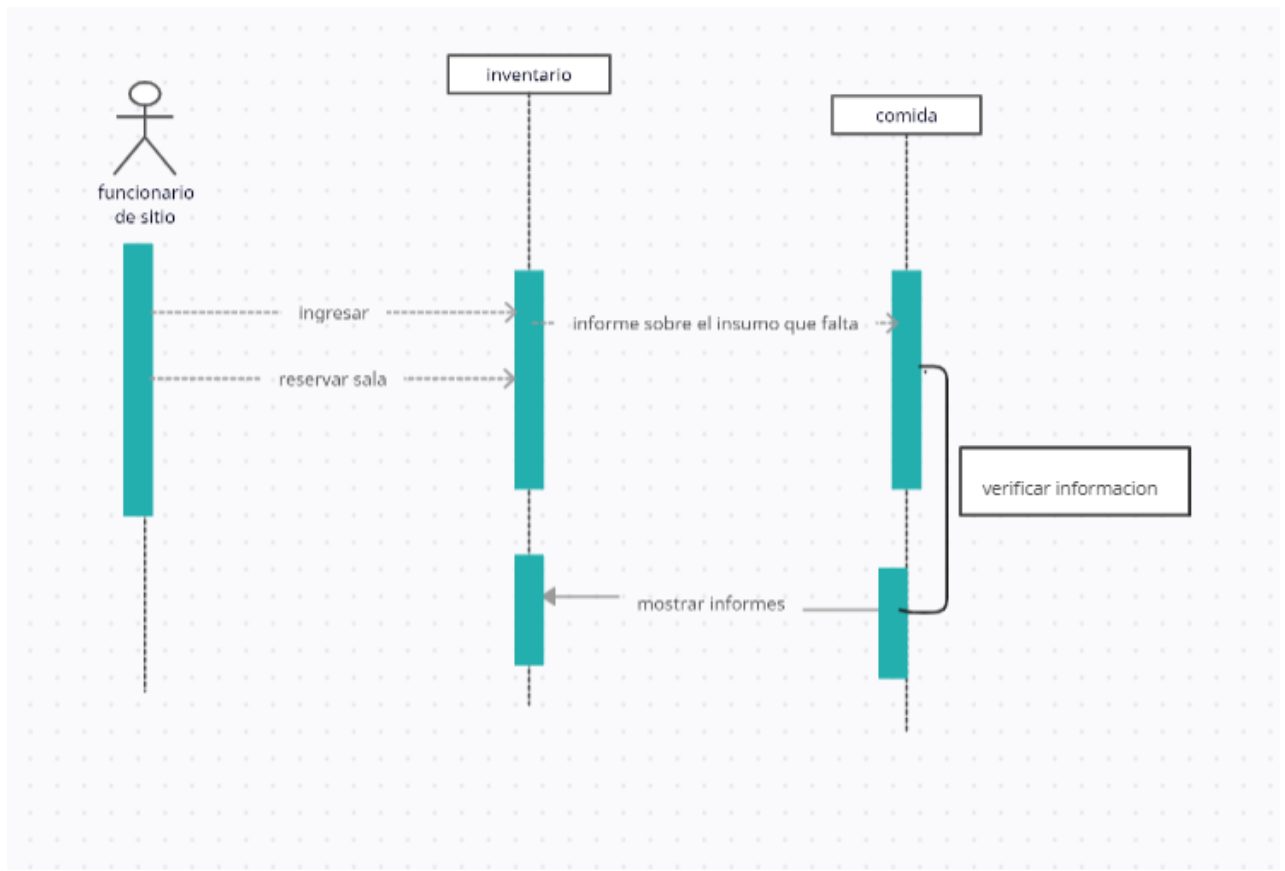 inventario
comida
funcionario
de sitio
ingresar
informe sobre el insumo que falta
reservar sala
verificar informacion
mostrar informes